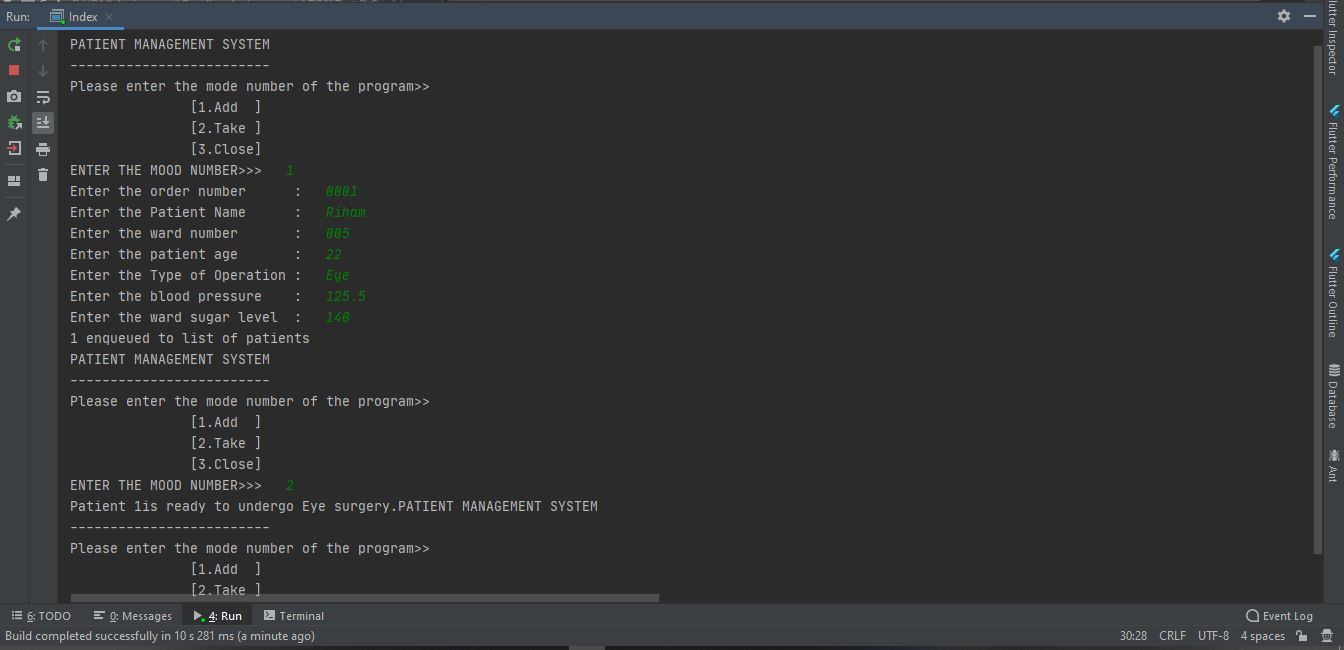 Run: Index
PATIENT MANAGEMENT SYSTEM
-------------------------
Please enter the mode number of the program>>
[1.Add  ]
[2.Take ]
[3.Close]
ENTER THE MOOD NUMBER>>> 1
Enter the order number : 0001
Enter the Patient Name : Riham
Enter the ward number : 005
Enter the patient age : 22
Enter the Type of Operation : Eye
Enter the blood pressure : 125.5
Enter the ward sugar level : 140
1 enqueued to list of patients
PATIENT MANAGEMENT SYSTEM
-------------------------
Please enter the mode number of the program>>
[1.Add  ]
[2.Take ]
[3.Close]
ENTER THE MOOD NUMBER>>> 2
Patient 1is ready to undergo Eye surgery.PATIENT MANAGEMENT SYSTEM
-------------------------
Please enter the mode number of the program>>
[1.Add  ]
[2.Take ]
Flutter Performance
Flutter Outline
Database
Ant
6: TODO 0: Messages 4: Run Terminal Event Log
Build completed successfully in 10 s 281 ms (a minute ago) 30:28 CRLF UTF-8 4 spaces